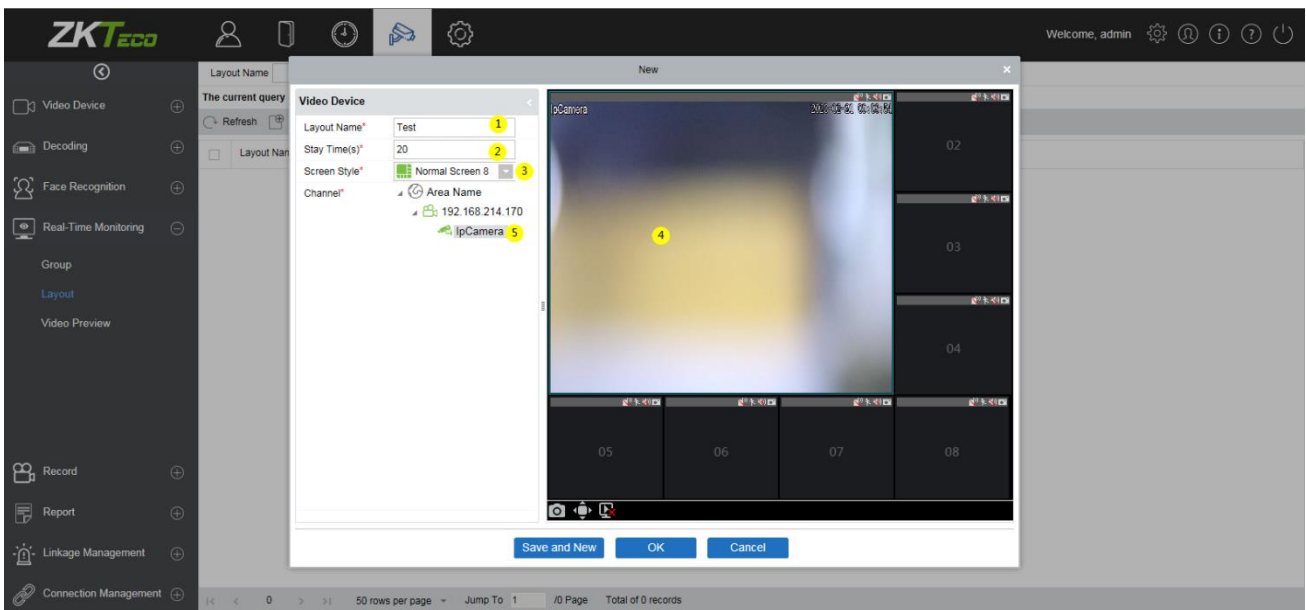 ZKTECO
Welcome, admin
Layout Name
The current query
Refresh
Layout Nam
Video Device
Decoding
Face Recognition
Real-Time Monitoring
Group
Layout
Video Preview
Record
Report
Linkage Management
Connection Management
New
Video Device
Layout Name* Test 1
Stay Time(s)* 20 2
Screen Style* Normal Screen 8 3
Channel* Area Name
192.168.214.170
IpCamera 5
IpCamera
4
02
03
04
05 06 07 08
Save and New OK Cancel
0 50 rows per page Jump To 1 /0 Page Total of 0 records